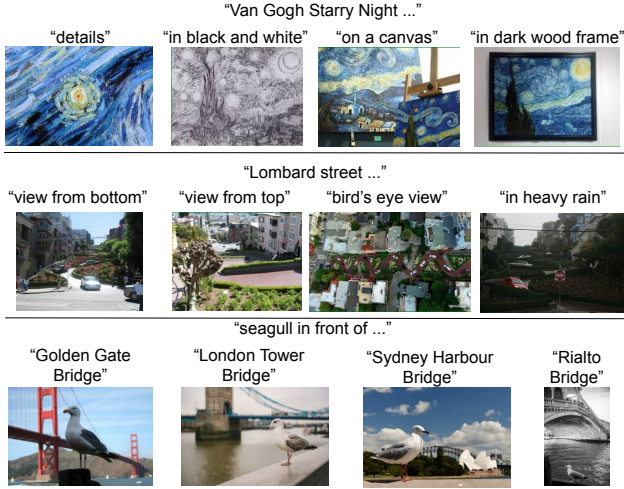 “Van Gogh Starry Night ...”
“details”
“in black and white”
“on a canvas”
“in dark wood frame”
“Lombard street ...”
“view from bottom”
“view from top”
“bird’s eye view”
“in heavy rain”
“seagull in front of ...”
“Golden Gate
Bridge”
“London Tower
Bridge”
“Sydney Harbour
Bridge”
“Rialto
Bridge”